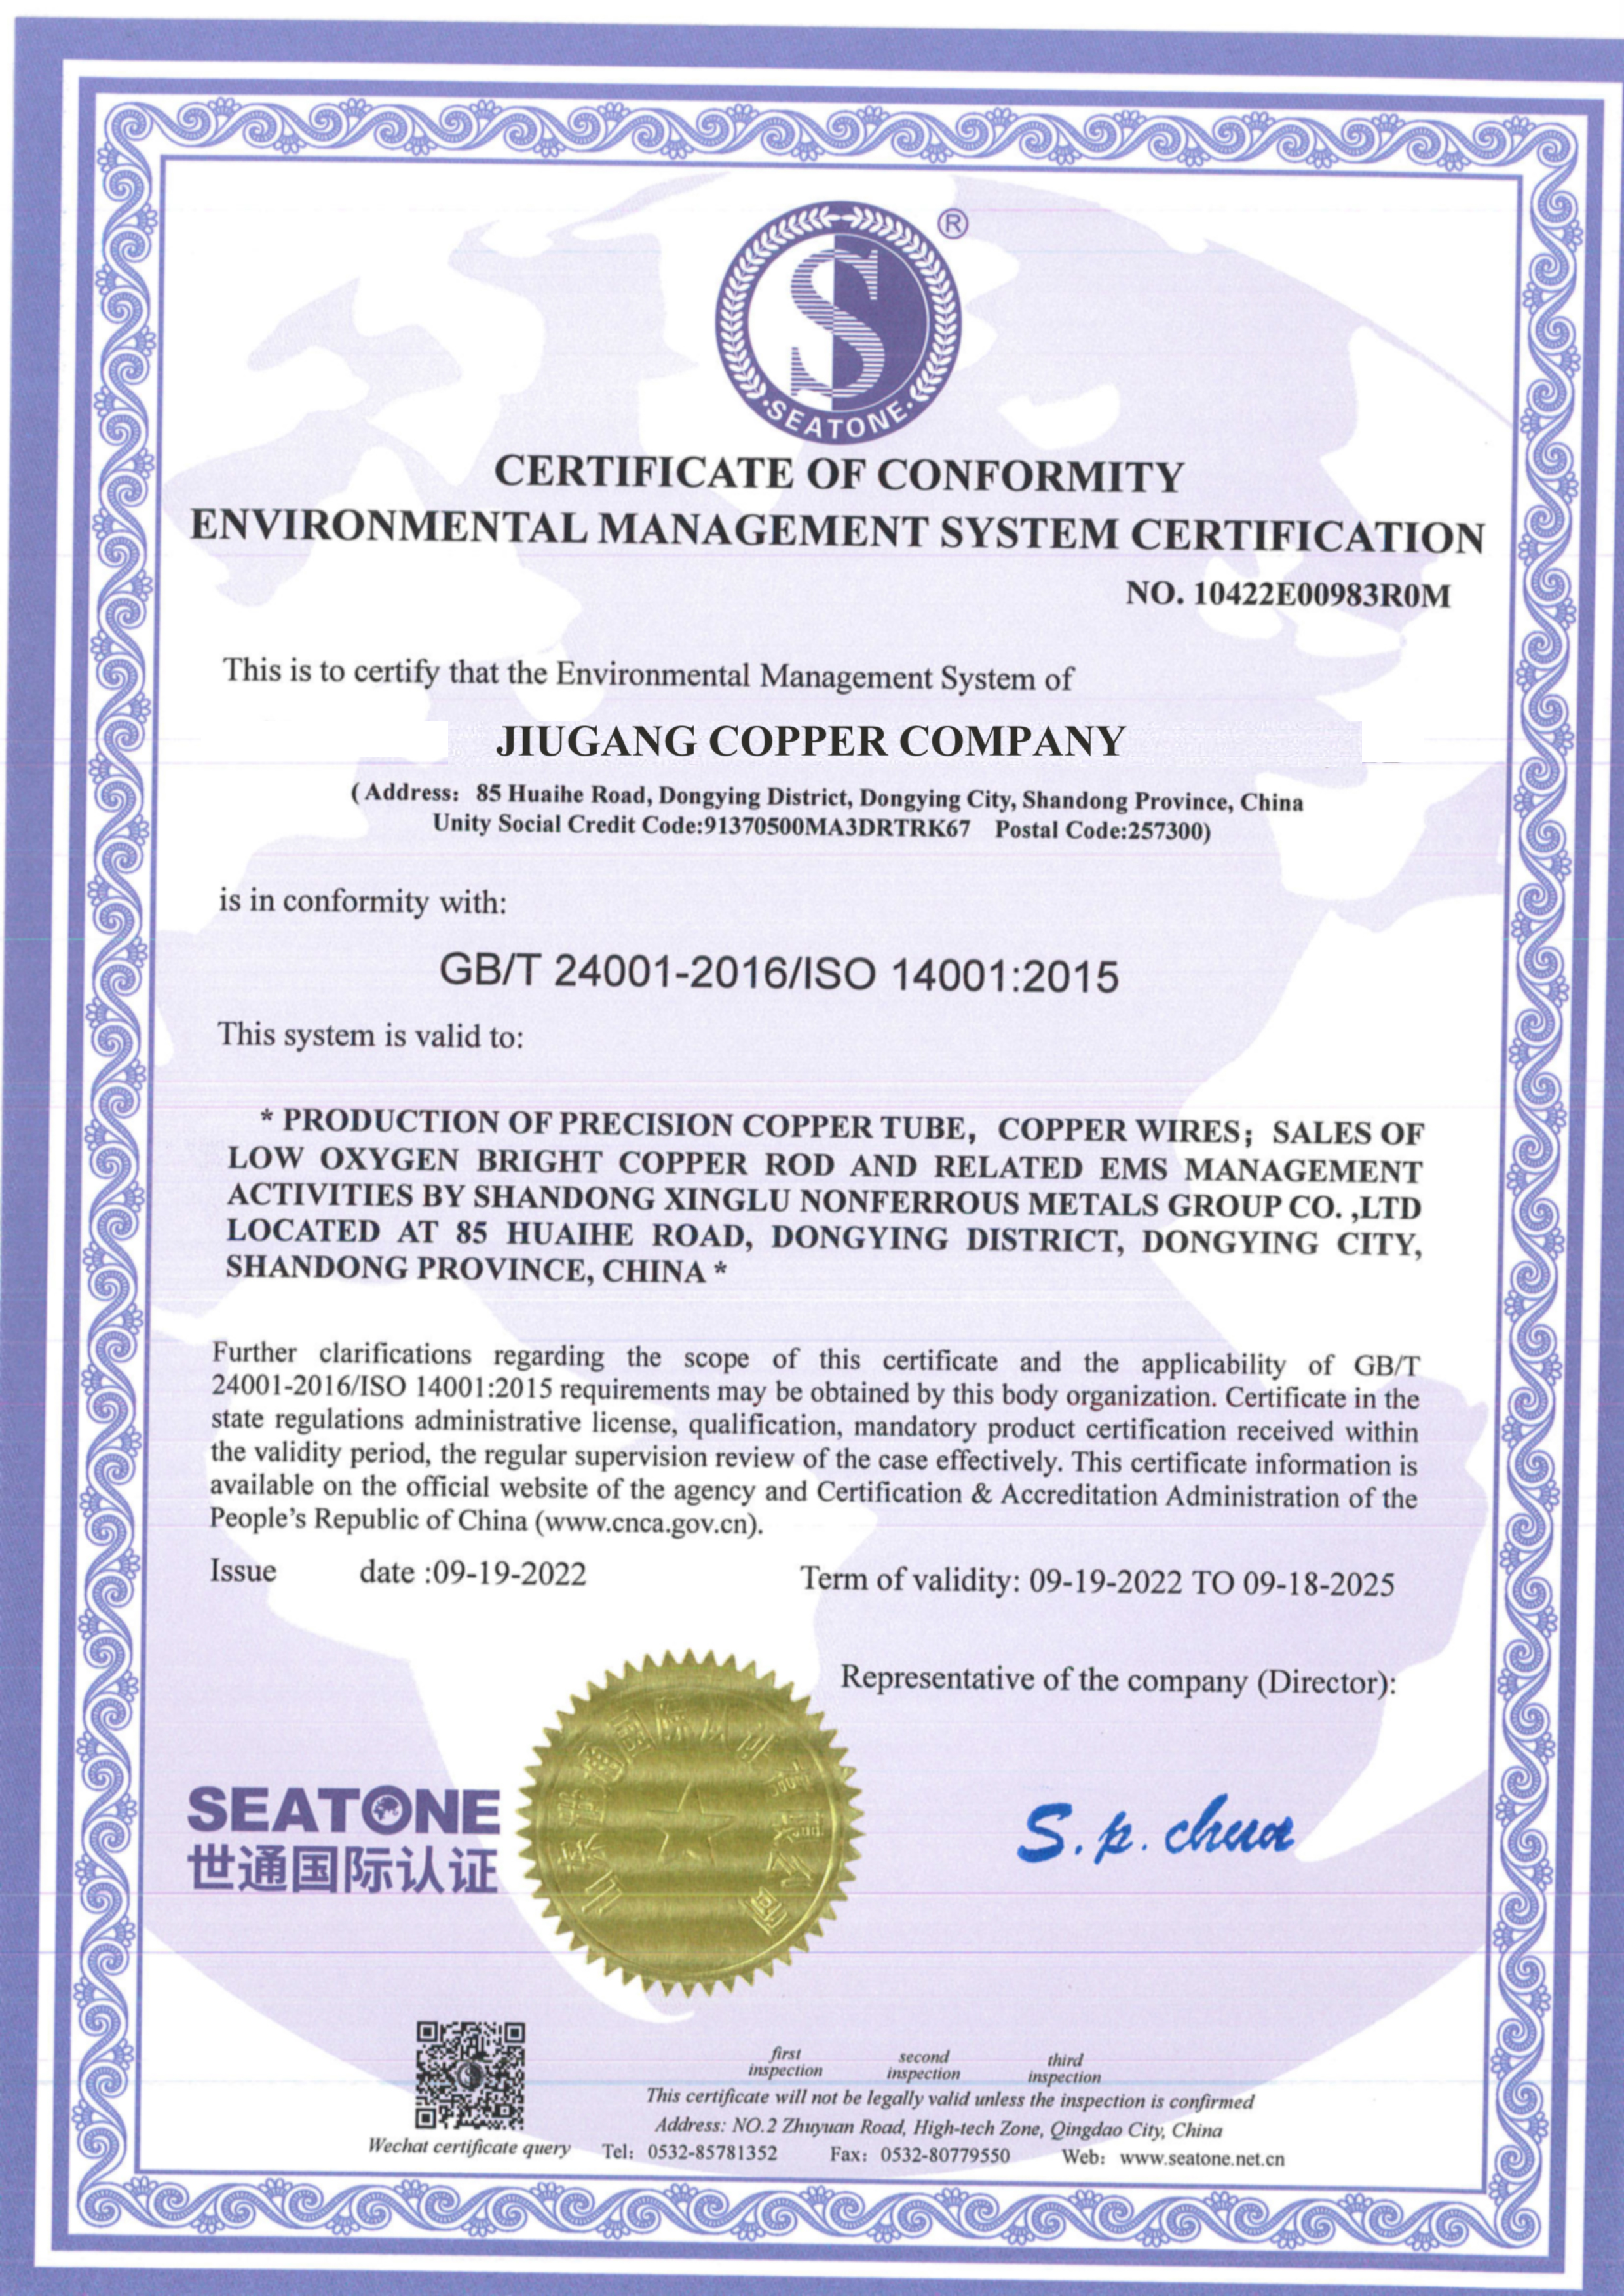 ®
S
·SEATONE·
CERTIFICATE OF CONFORMITY
ENVIRONMENTAL MANAGEMENT SYSTEM CERTIFICATION
NO. 10422E00983R0M
This is to certify that the Environmental Management System of
JIUGANG COPPER COMPANY
( Address： 85 Huaihe Road, Dongying District, Dongying City, Shandong Province, China
Unity Social Credit Code:91370500MA3DRTRK67 Postal Code:257300)
is in conformity with:
GB/T 24001-2016/ISO 14001:2015
This system is valid to:
* PRODUCTION OF PRECISION COPPER TUBE， COPPER WIRES；SALES OF
LOW OXYGEN BRIGHT COPPER ROD AND RELATED EMS MANAGEMENT
ACTIVITIES BY SHANDONG XINGLU NONFERROUS METALS GROUP CO. ,LTD
LOCATED AT 85 HUAIHE ROAD, DONGYING DISTRICT, DONGYING CITY,
SHANDONG PROVINCE, CHINA *
Further clarifications regarding the scope of this certificate and the applicability of GB/T
24001-2016/ISO 14001:2015 requirements may be obtained by this body organization. Certificate in the
state regulations administrative license, qualification, mandatory product certification received within
the validity period, the regular supervision review of the case effectively. This certificate information is
available on the official website of the agency and Certification & Accreditation Administration of the
People's Republic of China (www.cnca.gov.cn).
Issue date :09-19-2022
Term of validity: 09-19-2022 TO 09-18-2025
Representative of the company (Director):
SEATONE
世通国际认证
S. p. chua
first inspection
second inspection
third inspection
This certificate will not be legally valid unless the inspection is confirmed
Address: NO.2 Zhuyuan Road, High-tech Zone, Qingdao City, China
Wechat certificate query Tel：0532-85781352 Fax：0532-80779550 Web：www.seatone.net.cn